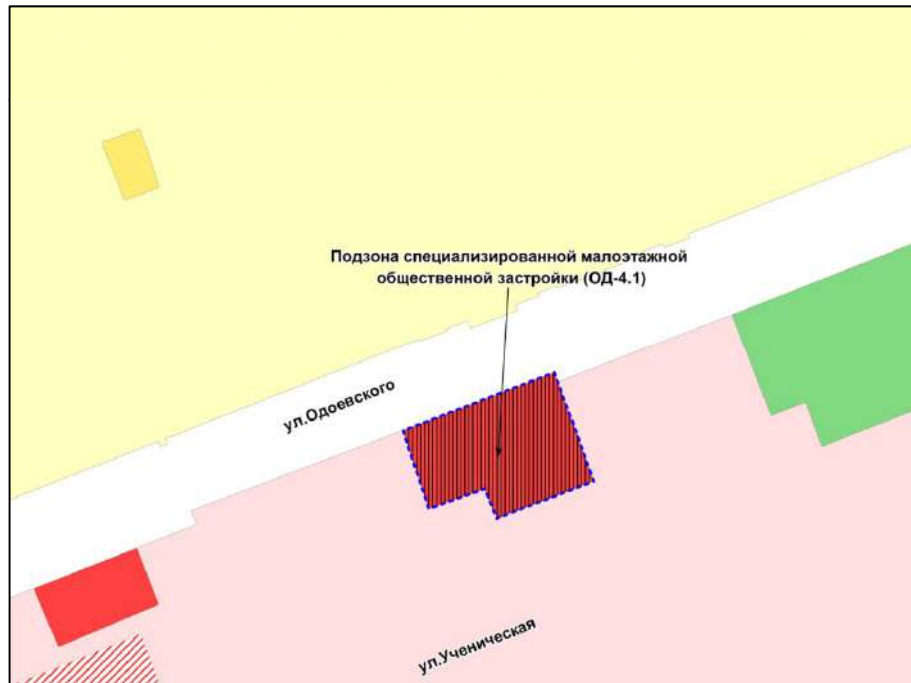 Подзона специализированной малоэтажной
общественной застройки (ОД-4.1)
ул.Одоевского
ул.Ученическая